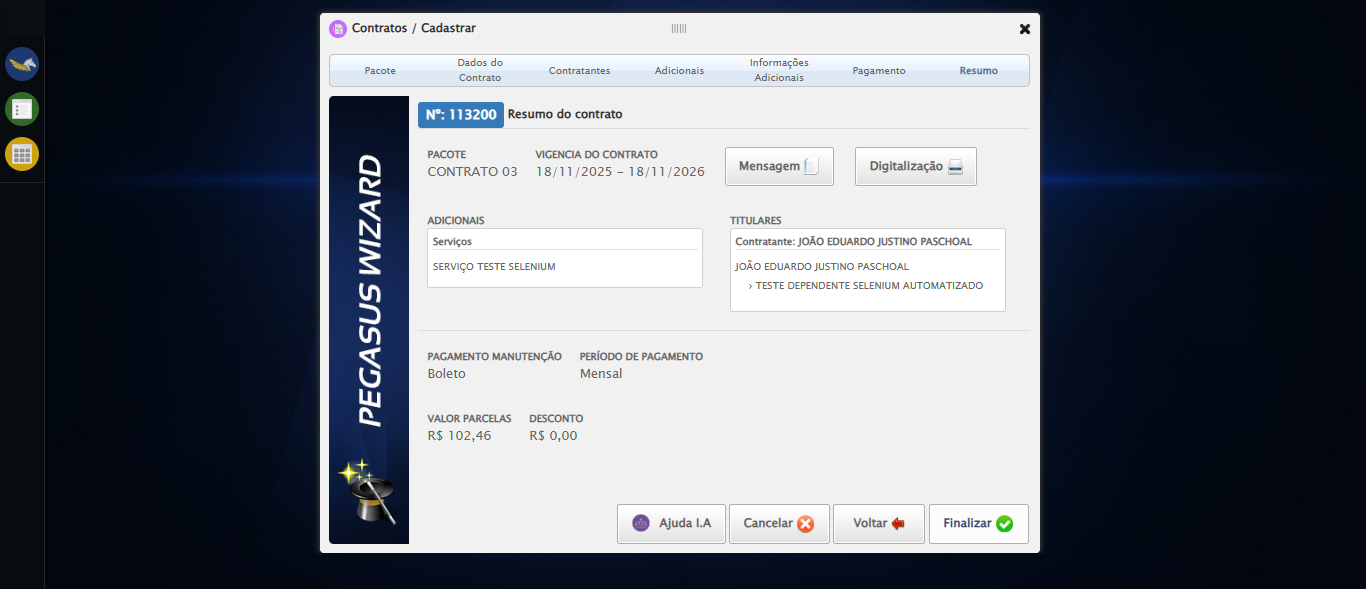 Contratos / Cadastrar
Pacote
Dados do
Contrato
Contratantes
Adicionais
Informações
Adicionais
Pagamento
Resumo
PEGASUS WIZARD
Nº: 113200 Resumo do contrato
PACOTE
CONTRATO 03
VIGENCIA DO CONTRATO
18/11/2025 - 18/11/2026
Mensagem
Digitalização
ADICIONAIS
Serviços
SERVIÇO TESTE SELENIUM
TITULARES
Contratante: JOÃO EDUARDO JUSTINO PASCHOAL
JOÃO EDUARDO JUSTINO PASCHOAL
› TESTE DEPENDENTE SELENIUM AUTOMATIZADO
PAGAMENTO MANUTENÇÃO
Boleto
PERÍODO DE PAGAMENTO
Mensal
VALOR PARCELAS
R$ 102,46
DESCONTO
R$ 0,00
Ajuda I.A
Cancelar
Voltar
Finalizar